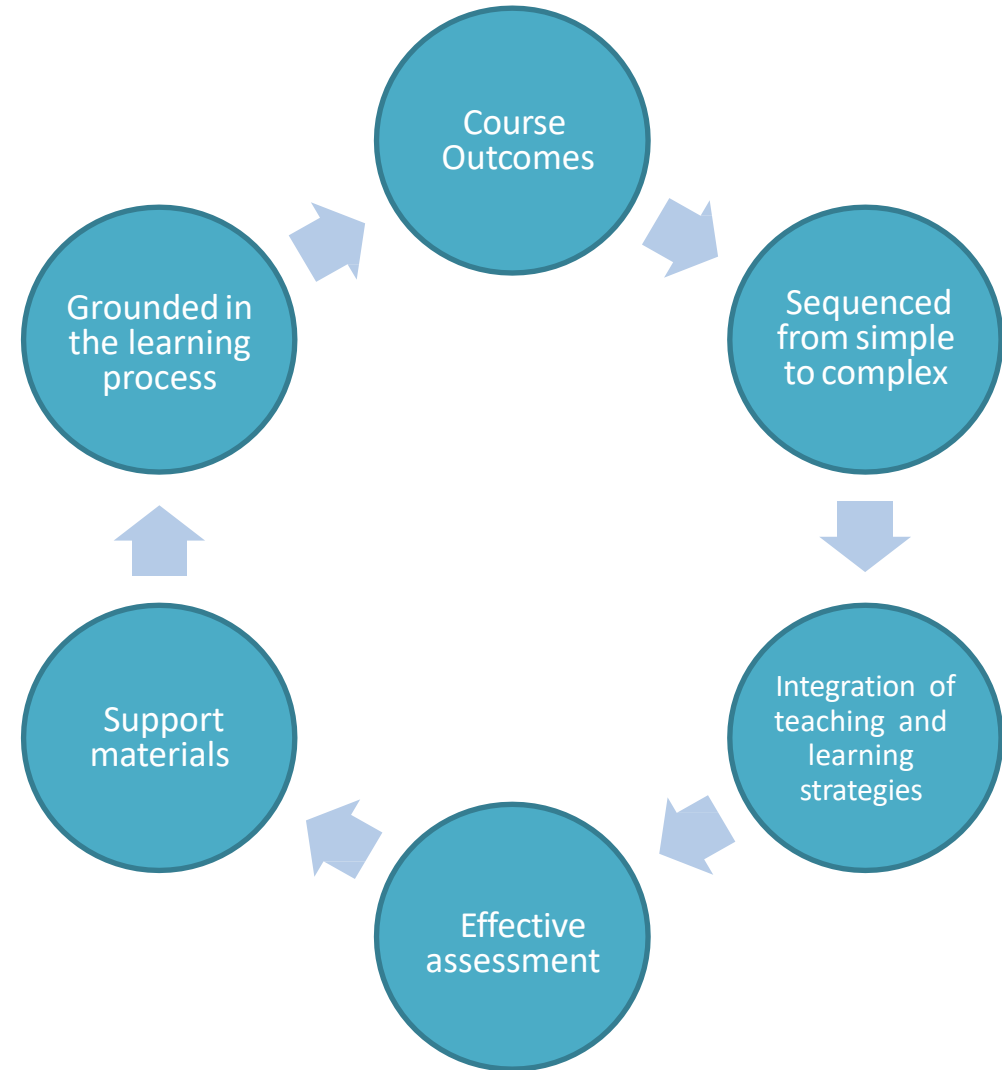 Course
Outcomes
Sequenced
from simple
to complex
Integration of
teaching and
learning
strategies
Effective
assessment
Support
materials
Grounded in
the learning
process